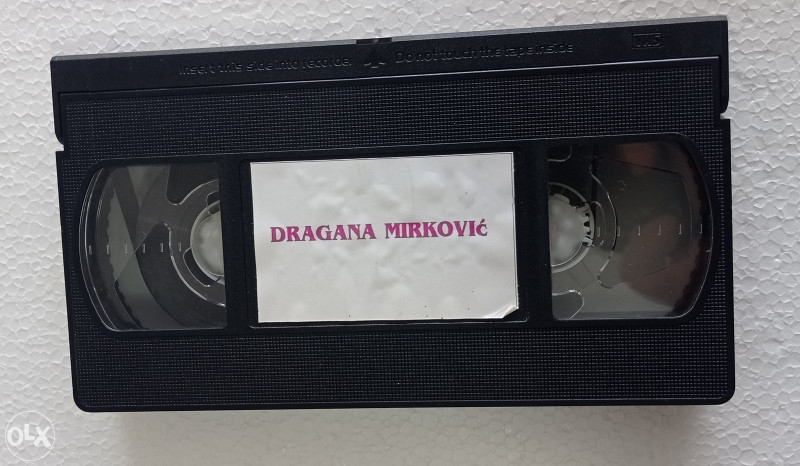 Insert this side into recorder. Do not touch the tape inside
VHS
DRAGANA MIRKOVIć
OLX